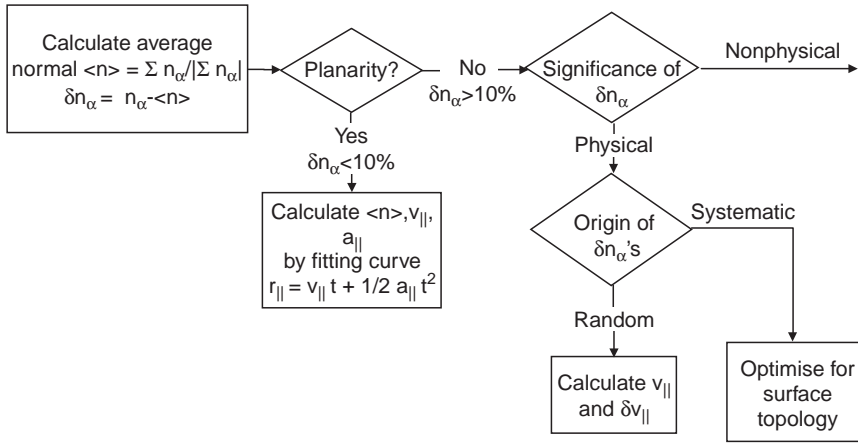 Calculate average
normal <n> = Σ nα/|Σ nα|
δnα = nα-<n>
Planarity?
No
δnα>10%
Significance of
δnα
Nonphysical
Yes
δnα<10%
Calculate <n>,v||,
a||
by fitting curve
r|| = v|| t + 1/2 a|| t²
Physical
Origin of
δnα's
Systematic
Random
Calculate v||
and δv||
Optimise for
surface
topology